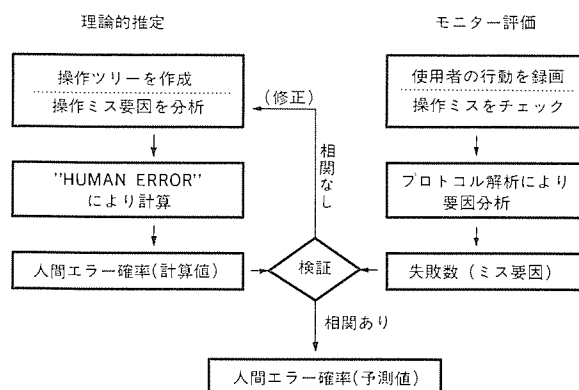 理論的推定
モニター評価
操作ツリーを作成
操作ミス要因を分析
(修正)
使用者の行動を録画
操作ミスをチェック
相関なし
"HUMAN ERROR"
により計算
プロトコル解析により
要因分析
人間エラー確率(計算値)
検証
失敗数(ミス要因)
相関あり
人間エラー確率(予測値)